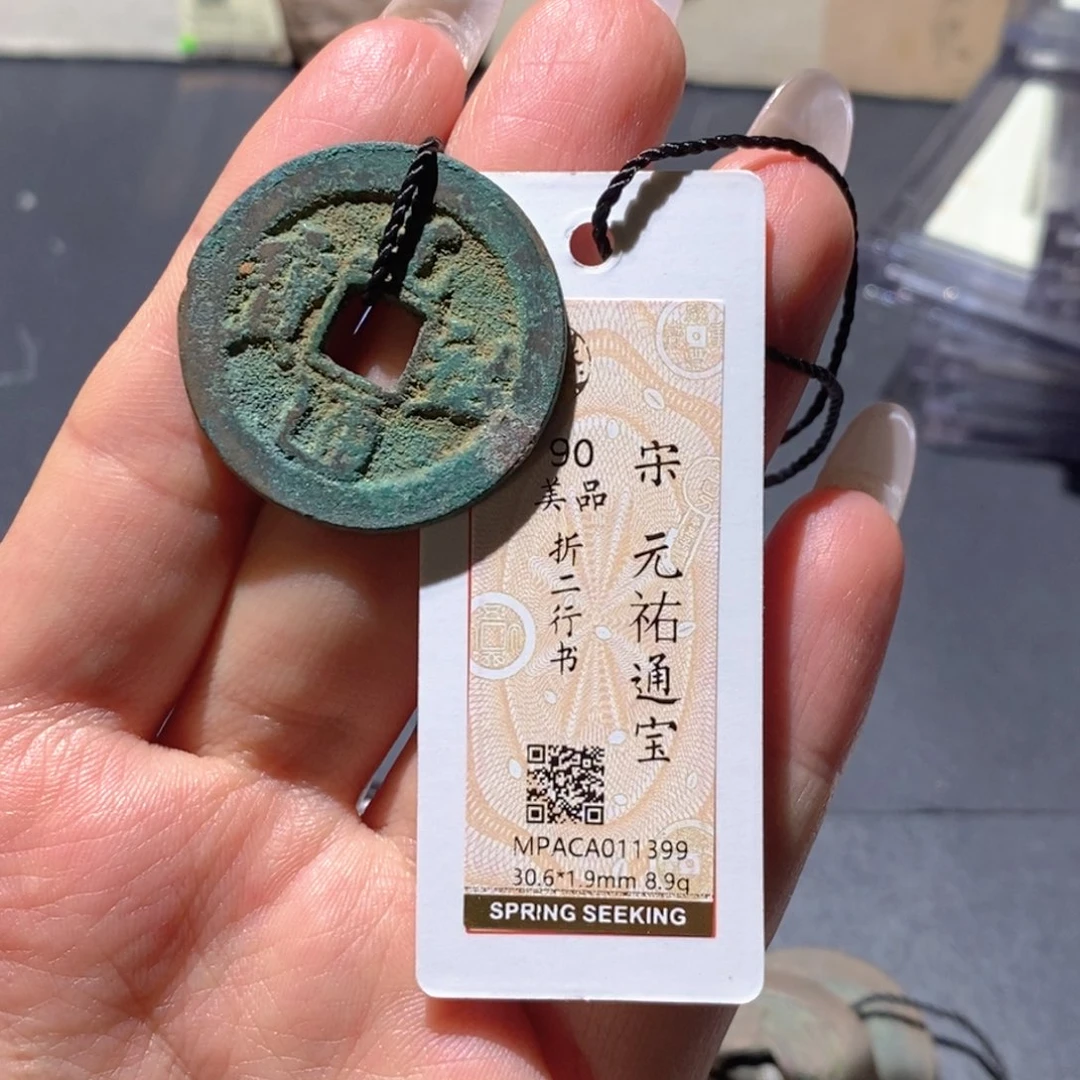 宋 元祐通宝
90
美品
折二行书
MPACA011399
30.6*1.9mm 8.9g
SPRING SEEKING